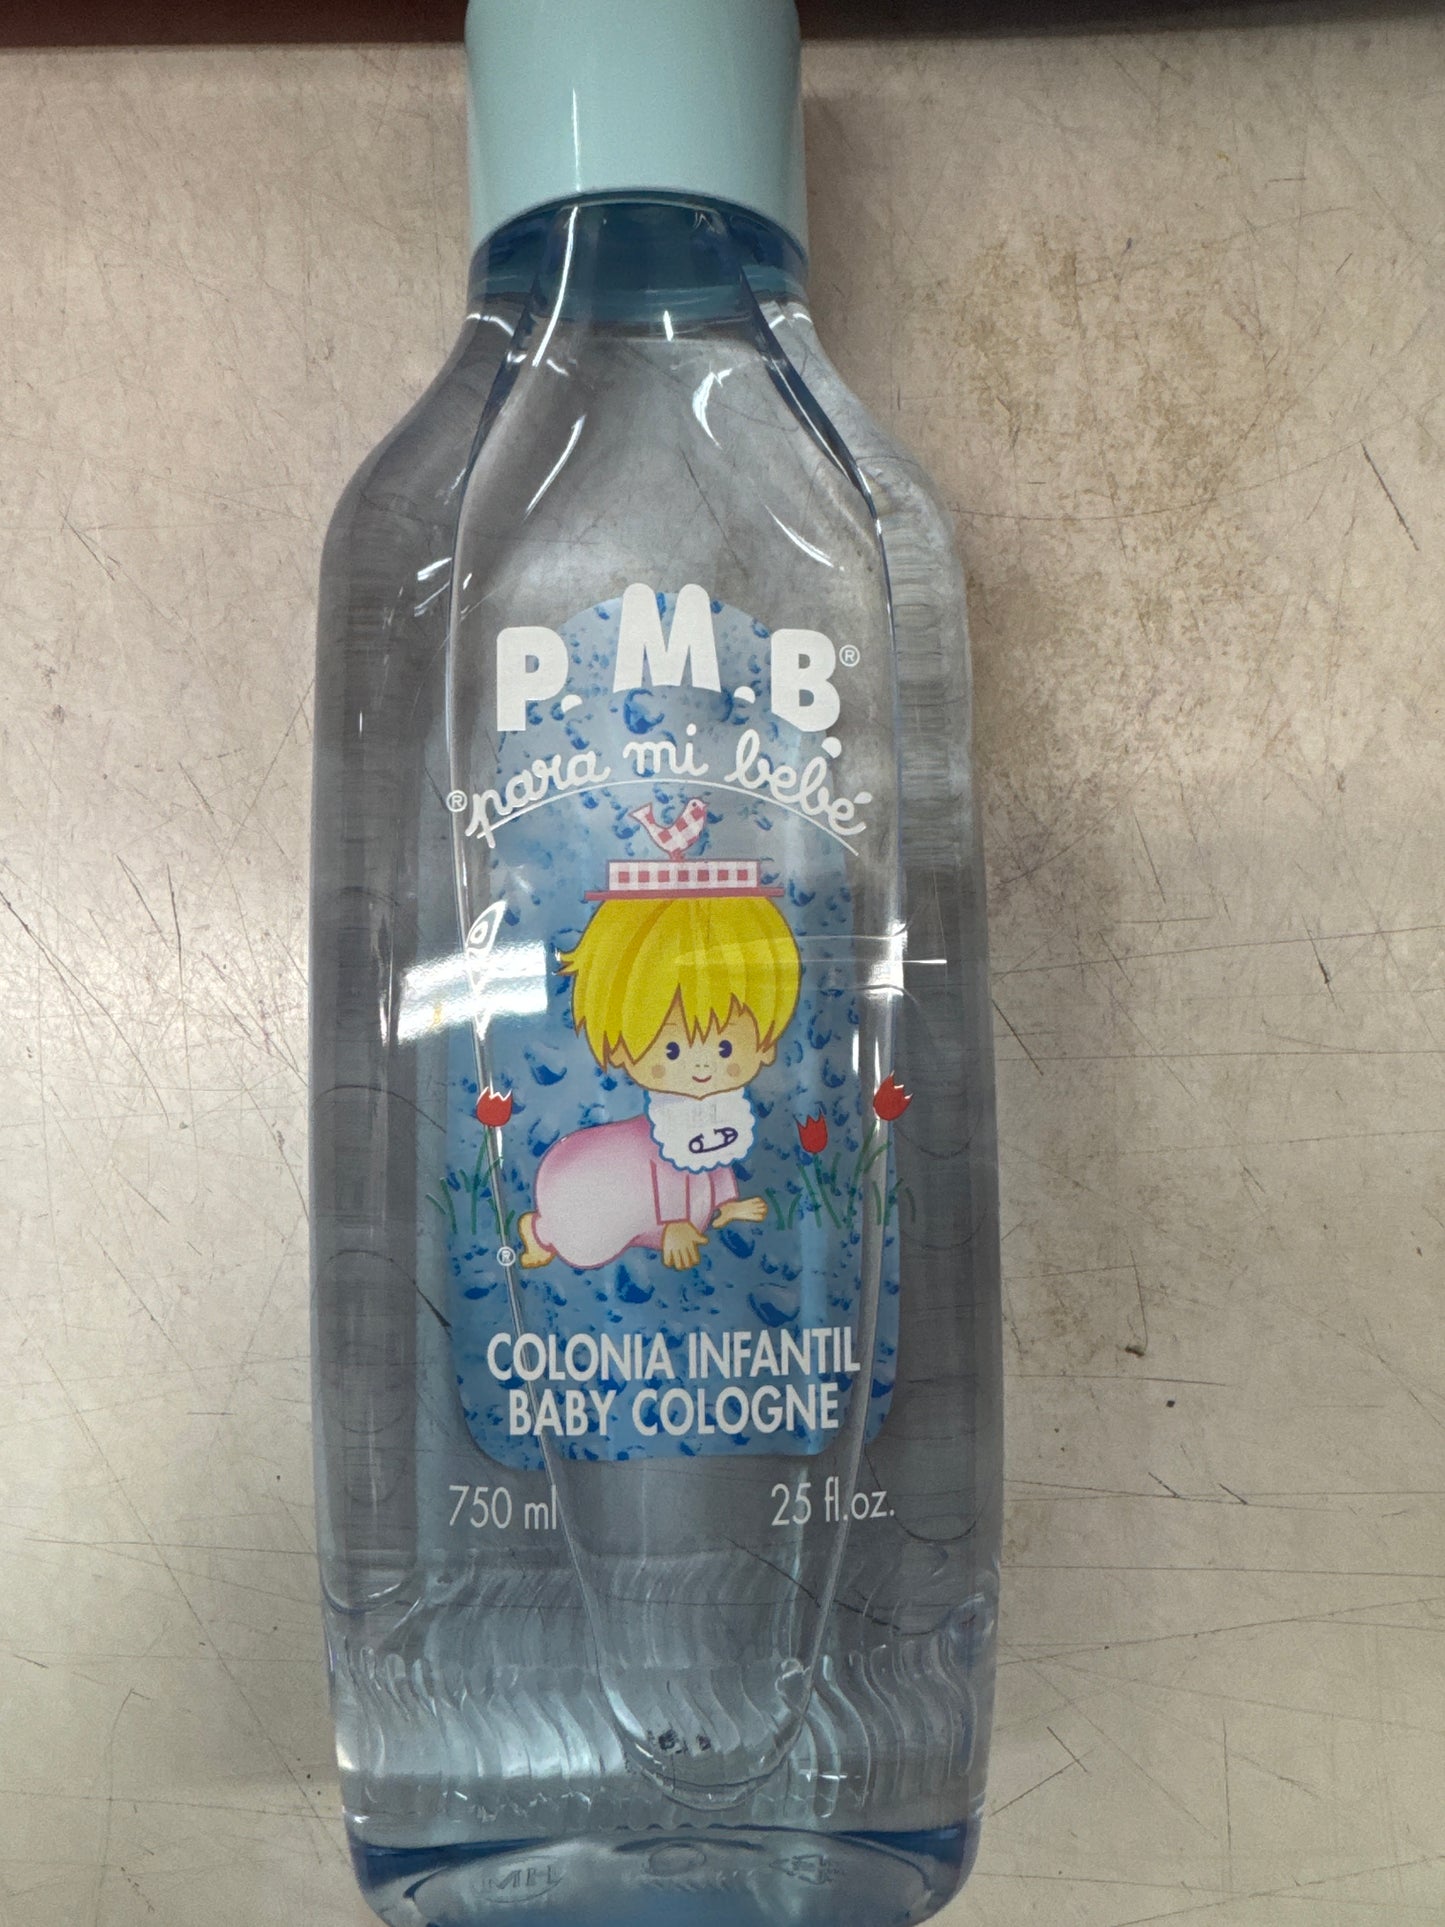 P.M.B.®
®para mi bebé
®
COLONIA INFANTIL
BABY COLOGNE
750 ml 25 fl.oz.